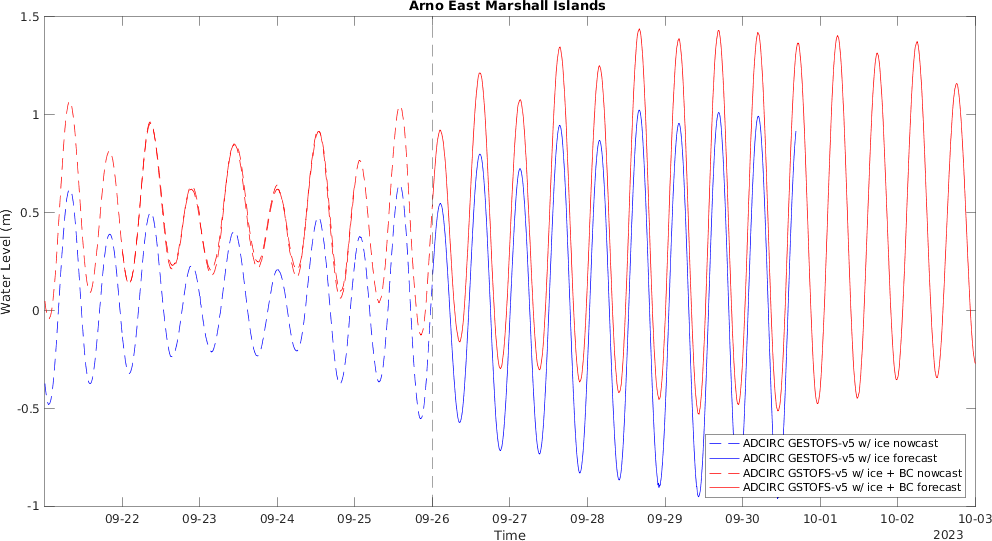 Arno East Marshall Islands
1.5
1
0.5
0
-0.5
-1
Water Level (m)
09-22 09-23 09-24 09-25 09-26 09-27 09-28 09-29 09-30 10-01 10-02 10-03
Time
2023
ADCIRC GESTOFS-v5 w/ ice nowcast
ADCIRC GESTOFS-v5 w/ ice forecast
ADCIRC GSTOFS-v5 w/ ice + BC nowcast
ADCIRC GSTOFS-v5 w/ ice + BC forecast